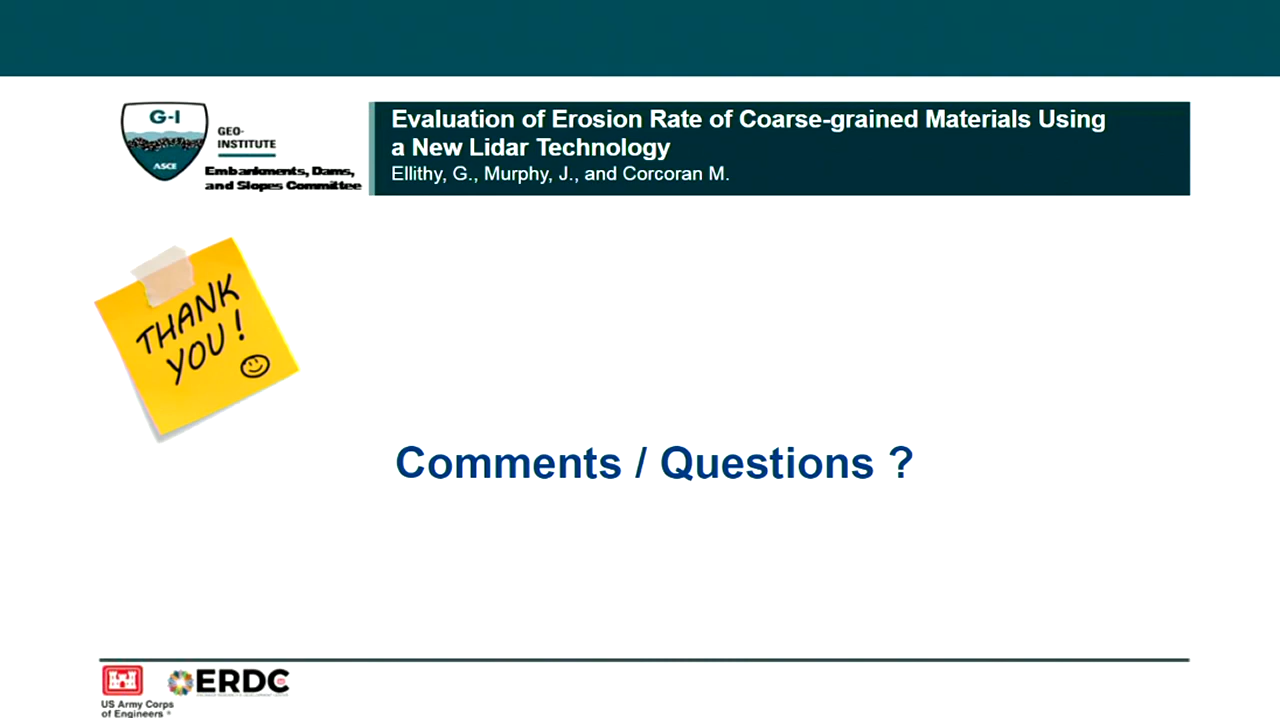 G-I
GEO-
INSTITUTE
ASCE
Embankments, Dams,
and Slopes Committee
Evaluation of Erosion Rate of Coarse-grained Materials Using
a New Lidar Technology
Ellithy, G., Murphy, J., and Corcoran M.
THANK
YOU!
Comments / Questions ?
US Army Corps
of Engineers
ERDC